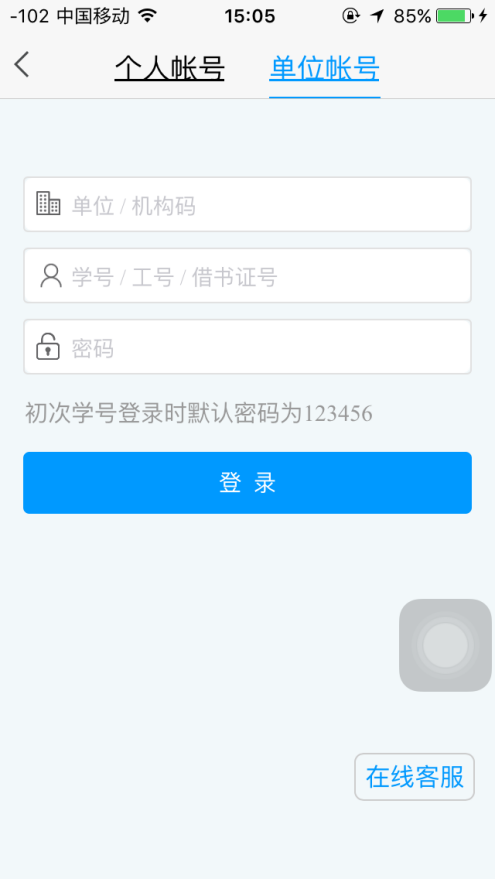 -102 中国移动 15:05 85%
个人帐号 单位帐号
单位 / 机构码
学号 / 工号 / 借书证号
密码
初次学号登录时默认密码为123456
登 录
在线客服